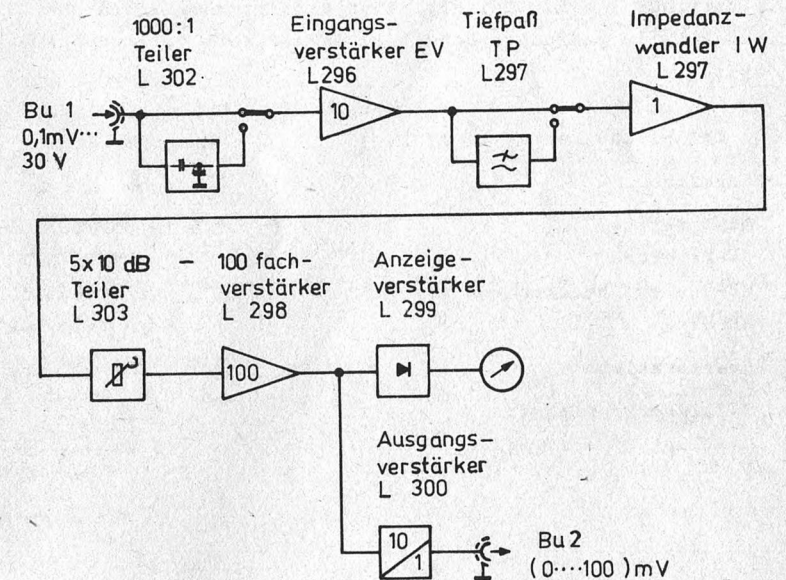 1000:1
Teiler
L 302
Eingangs-
verstärker EV
L296
Tiefpaß
TP
L297
Impedanz-
wandler IW
L 297
Bu 1
0,1mV...
30 V
10
1
5x10 dB -
Teiler
L 303
100 fach-
verstärker
L 298
Anzeige-
verstärker
L 299
100
Ausgangs-
verstärker
L 300
10
1
Bu2
(0....100)mV